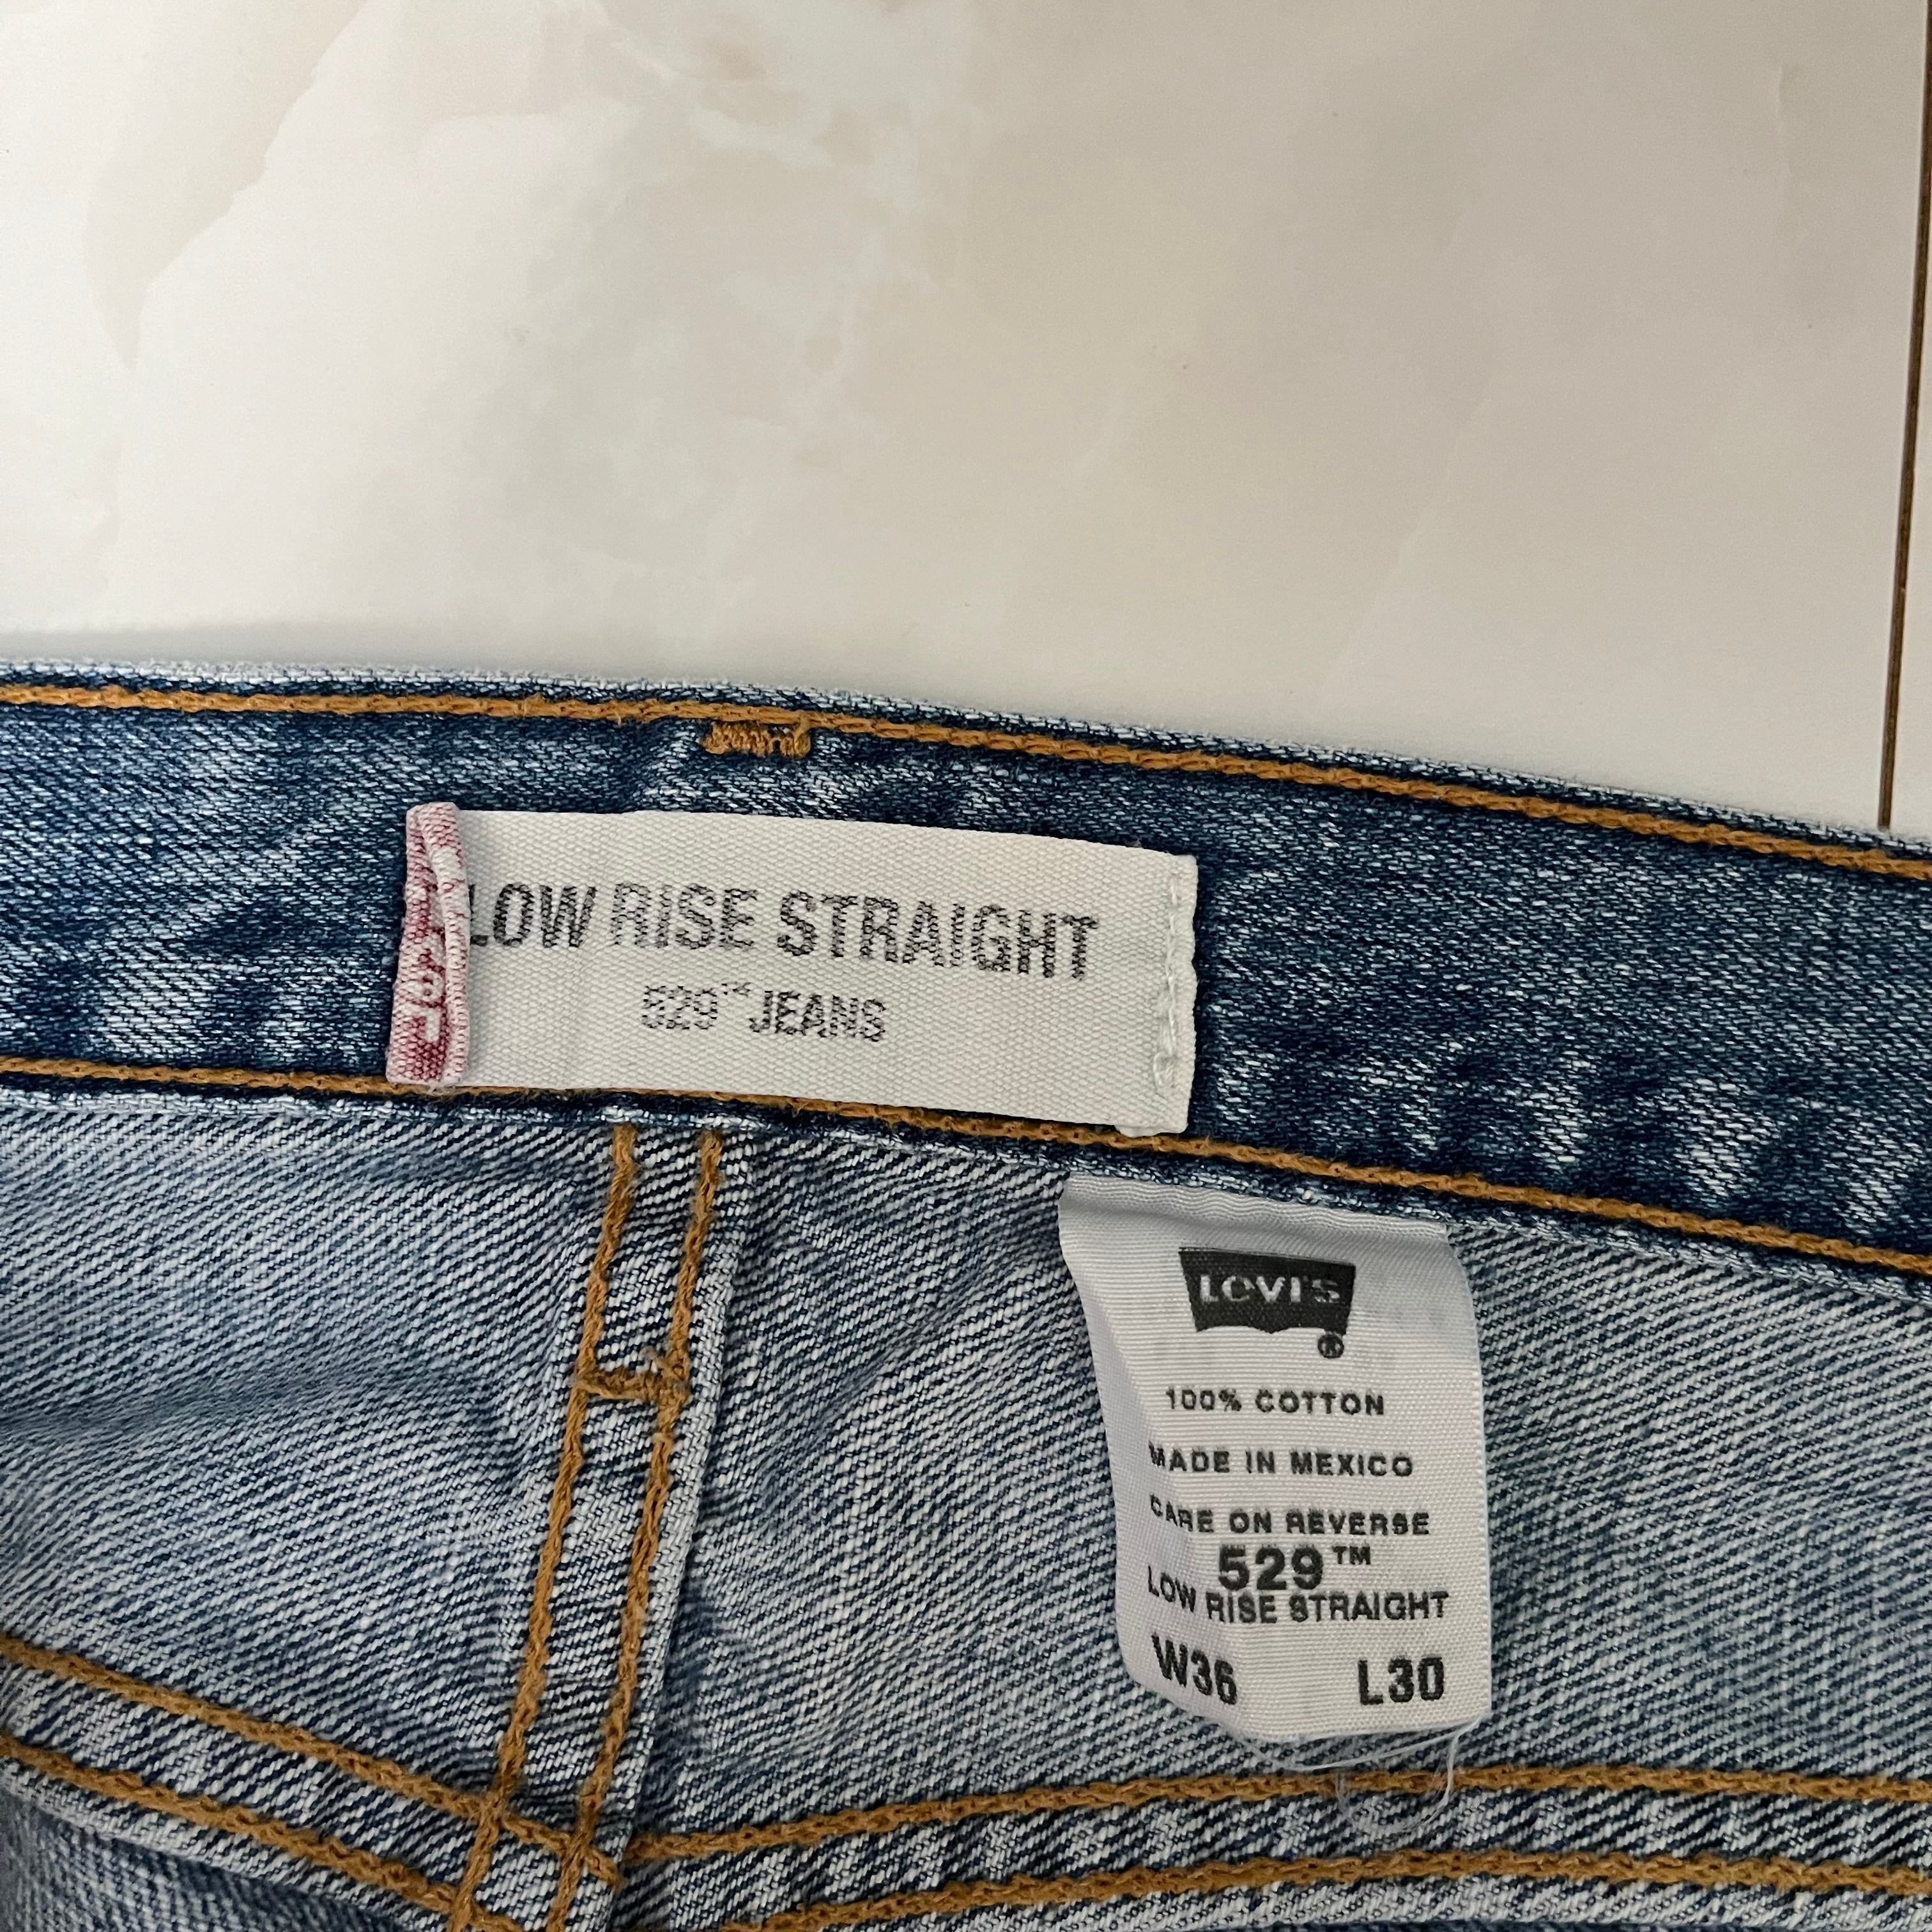 LOW RISE STRAIGHT
529™ JEANS
LEVI'S
®
100% COTTON
MADE IN MEXICO
CARE ON REVERSE
529™
LOW RISE STRAIGHT
W36 L30